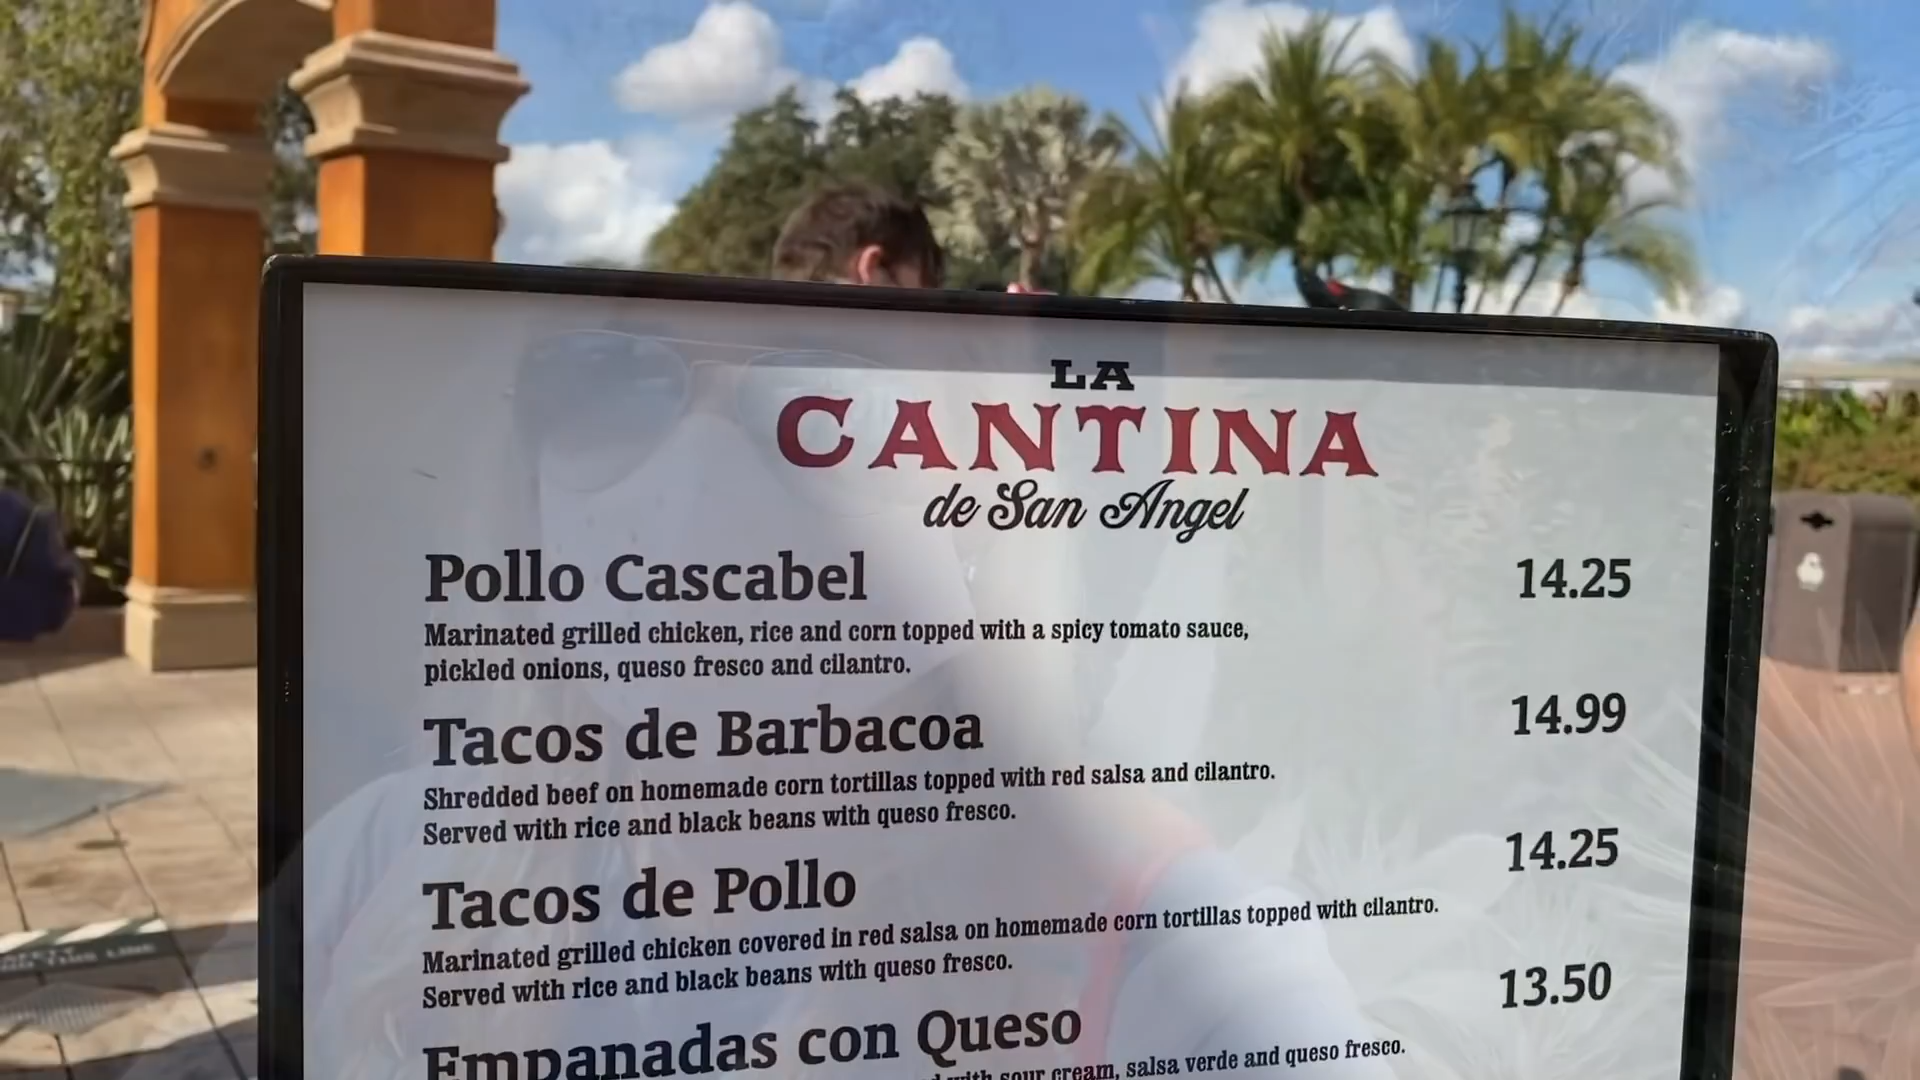 LA
CANTINA
de San Angel
Pollo Cascabel 14.25
Marinated grilled chicken, rice and corn topped with a spicy tomato sauce,
pickled onions, queso fresco and cilantro.
Tacos de Barbacoa 14.99
Shredded beef on homemade corn tortillas topped with red salsa and cilantro.
Served with rice and black beans with queso fresco.
Tacos de Pollo 14.25
Marinated grilled chicken covered in red salsa on homemade corn tortillas topped with cilantro.
Served with rice and black beans with queso fresco.
Empanadas con Queso 13.50
with sour cream, salsa verde and queso fresco.